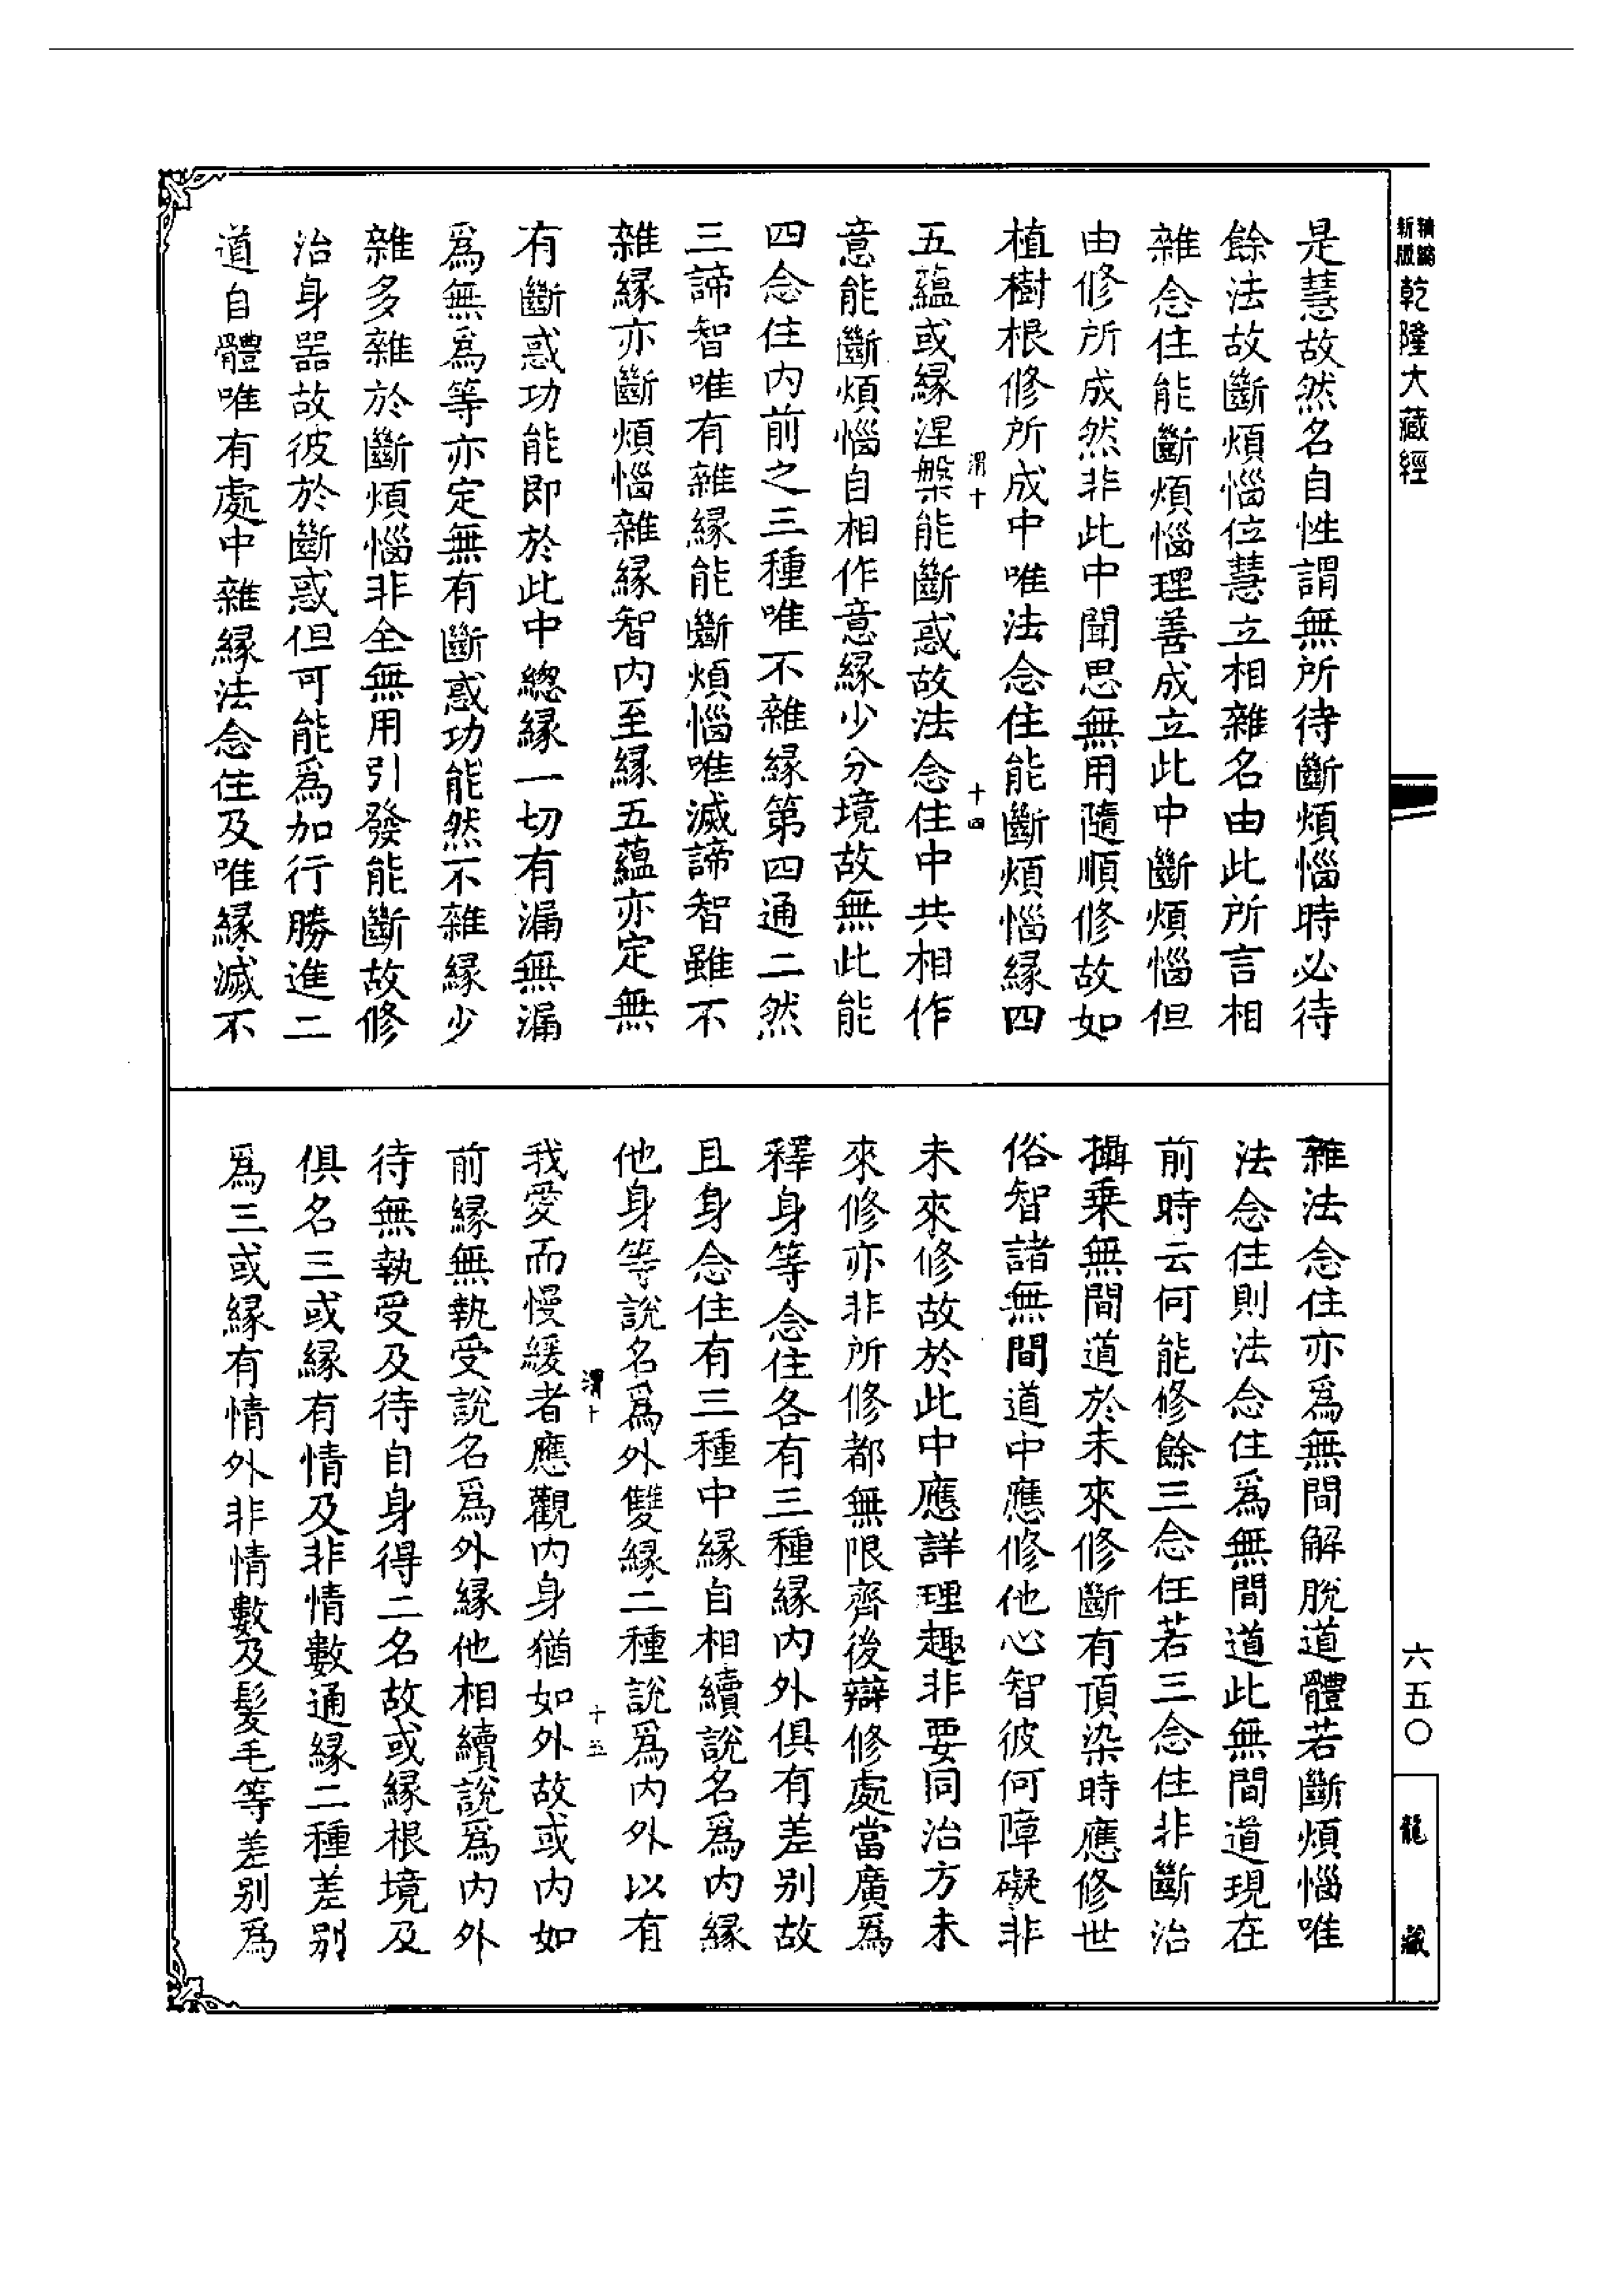 新版精縮乾隆大藏經
六五〇
龍藏
是慧故然名自性謂無所待斷煩惱時必待
餘法故斷煩惱位慧立相雜名由此所言相
雜念住能斷煩惱理善成立此中斷煩惱但
由修所成然非此中聞思無用隨順修故如
植樹根修所成中唯法念住能斷煩惱緣四
渭十
十四
五蘊或緣涅槃能斷惑故法念住中共相作
意能斷煩惱自相作意緣少分境故無此能
四念住內前之三種唯不雜緣第四通二然
三諦智唯有雜緣能斷煩惱唯滅諦智雖不
雜緣亦斷煩惱雜緣智內至緣五蘊亦定無
有斷惑功能即於此中總緣一切有漏無漏
爲無爲等亦定無有斷惑功能然不雜緣少
雜多雜於斷煩惱非全無用引發能斷故修
治身器故彼於斷惑但可能爲加行勝進二
道自體唯有處中雜緣法念住及唯緣滅不
雜法念住亦爲無間解脫道體若斷煩惱唯
法念住則法念住爲無間道此無間道現在
前時云何能修餘三念住若三念住非斷治
攝乗無間道於未來修斷有頂染時應修世
俗智諸無間道中應修他心智彼何障礙非
未來修故於此中應詳理趣非要同治方未
來修亦非所修都無限齊後辯修處當廣爲
釋身等念住各有三種緣內外俱有差别故
且身念住有三種中緣自相續說名爲內緣
他身等說名爲外雙緣二種說爲內外以有
渭十
十五
我愛而慢緩者應觀內身猶如外故或內如
前緣無執受說名爲外緣他相續說爲內外
待無執受及待自身得二名故或緣根境及
俱名三或緣有情及非情數通緣二種差别
爲三或緣有情外非情數及髮毛等差别爲